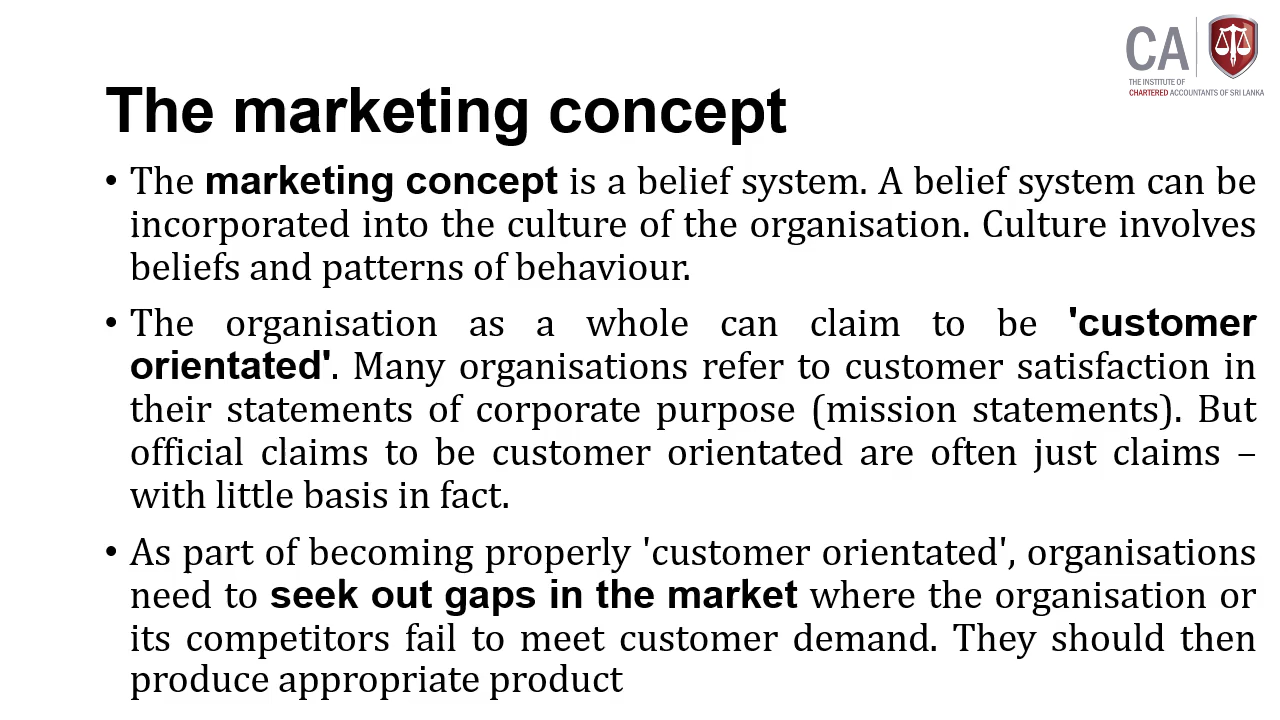 CA
THE INSTITUTE OF
CHARTERED ACCOUNTANTS OF SRI LANKA
The marketing concept
• The marketing concept is a belief system. A belief system can be
incorporated into the culture of the organisation. Culture involves
beliefs and patterns of behaviour.
• The organisation as a whole can claim to be 'customer
orientated'. Many organisations refer to customer satisfaction in
their statements of corporate purpose (mission statements). But
official claims to be customer orientated are often just claims –
with little basis in fact.
• As part of becoming properly 'customer orientated', organisations
need to seek out gaps in the market where the organisation or
its competitors fail to meet customer demand. They should then
produce appropriate product